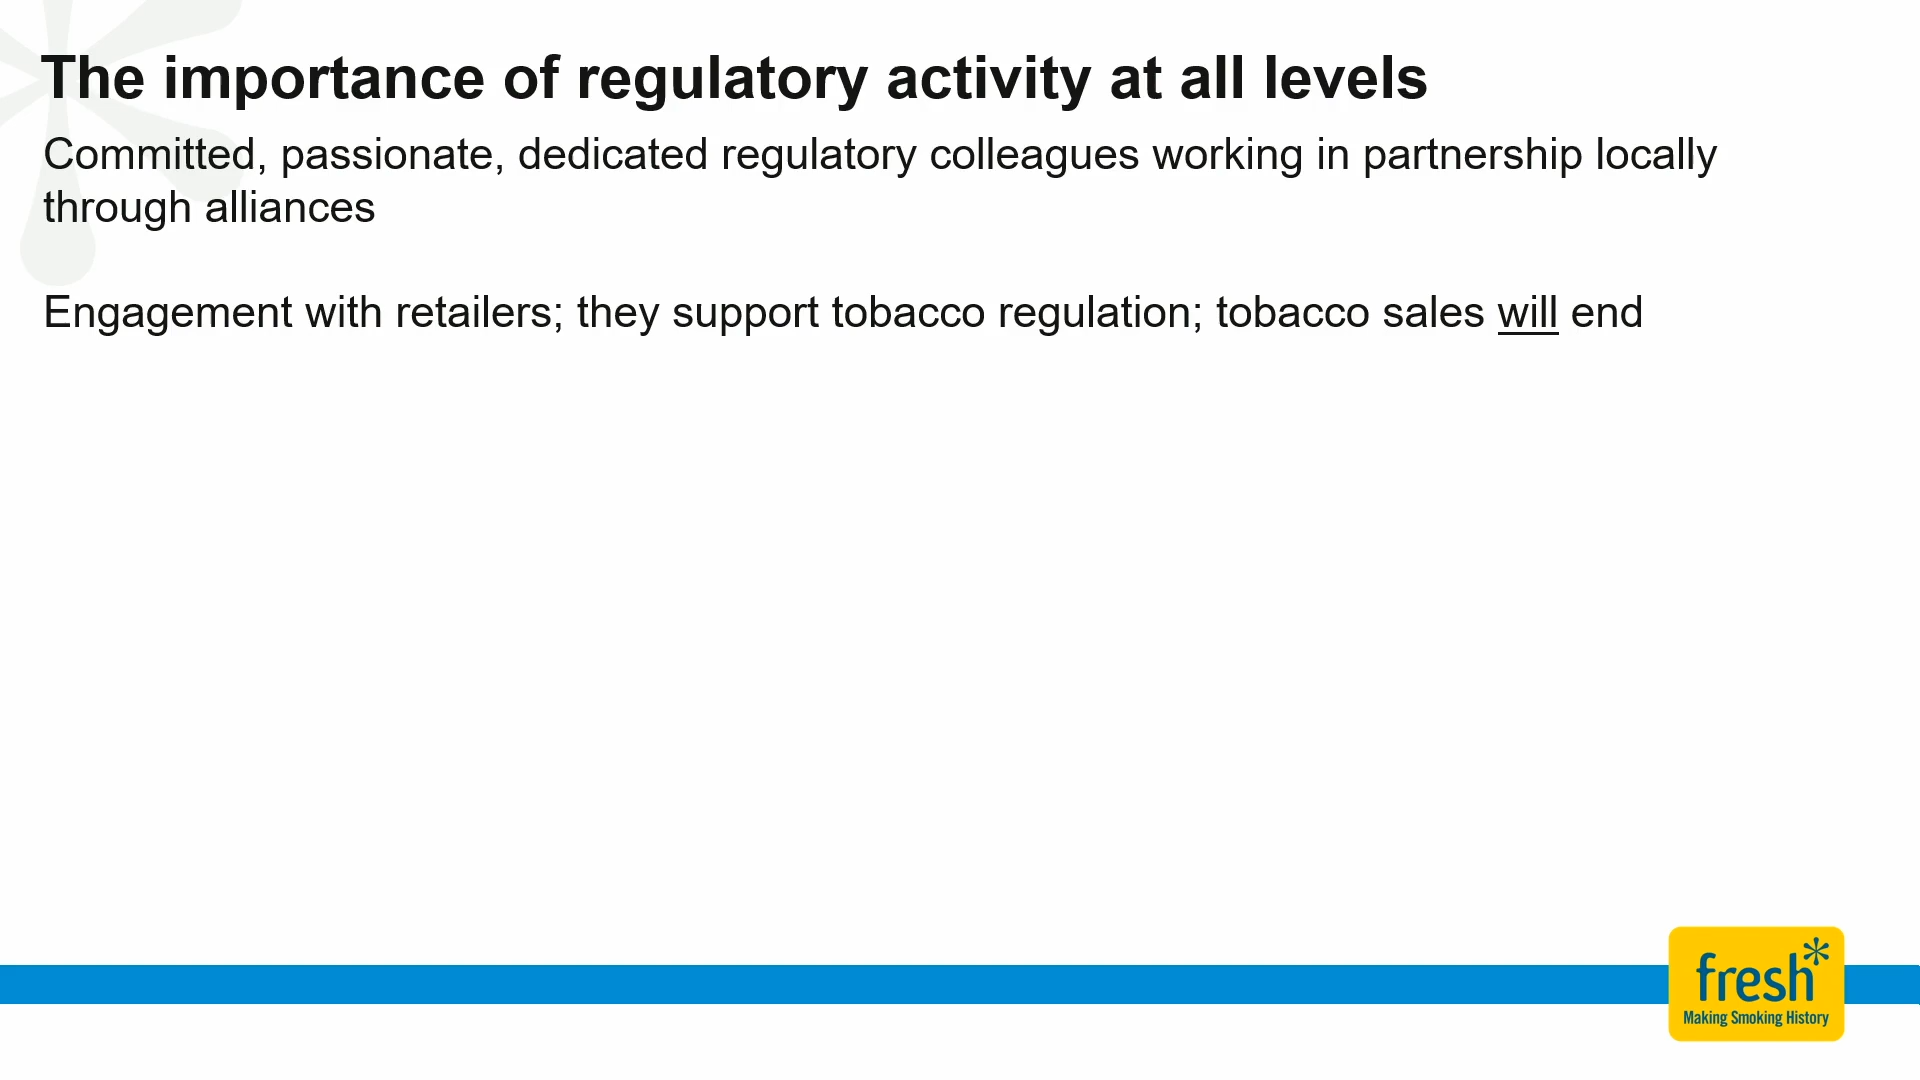 The importance of regulatory activity at all levels
Committed, passionate, dedicated regulatory colleagues working in partnership locally
through alliances
Engagement with retailers; they support tobacco regulation; tobacco sales will end
fresh*
Making Smoking History